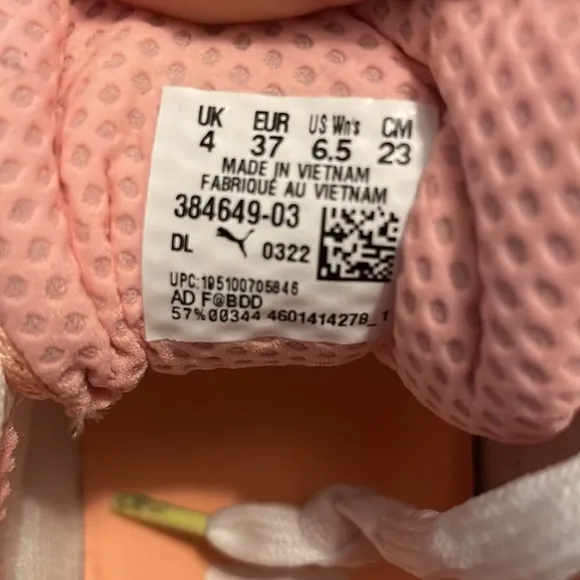 UK EUR US Wn's CM
4 37 6.5 23
MADE IN VIETNAM
FABRIQUÉ AU VIETNAM
384649-03
DL 0322
UPC:195100705846
AD F@BDD
57%00344 4601414278_1